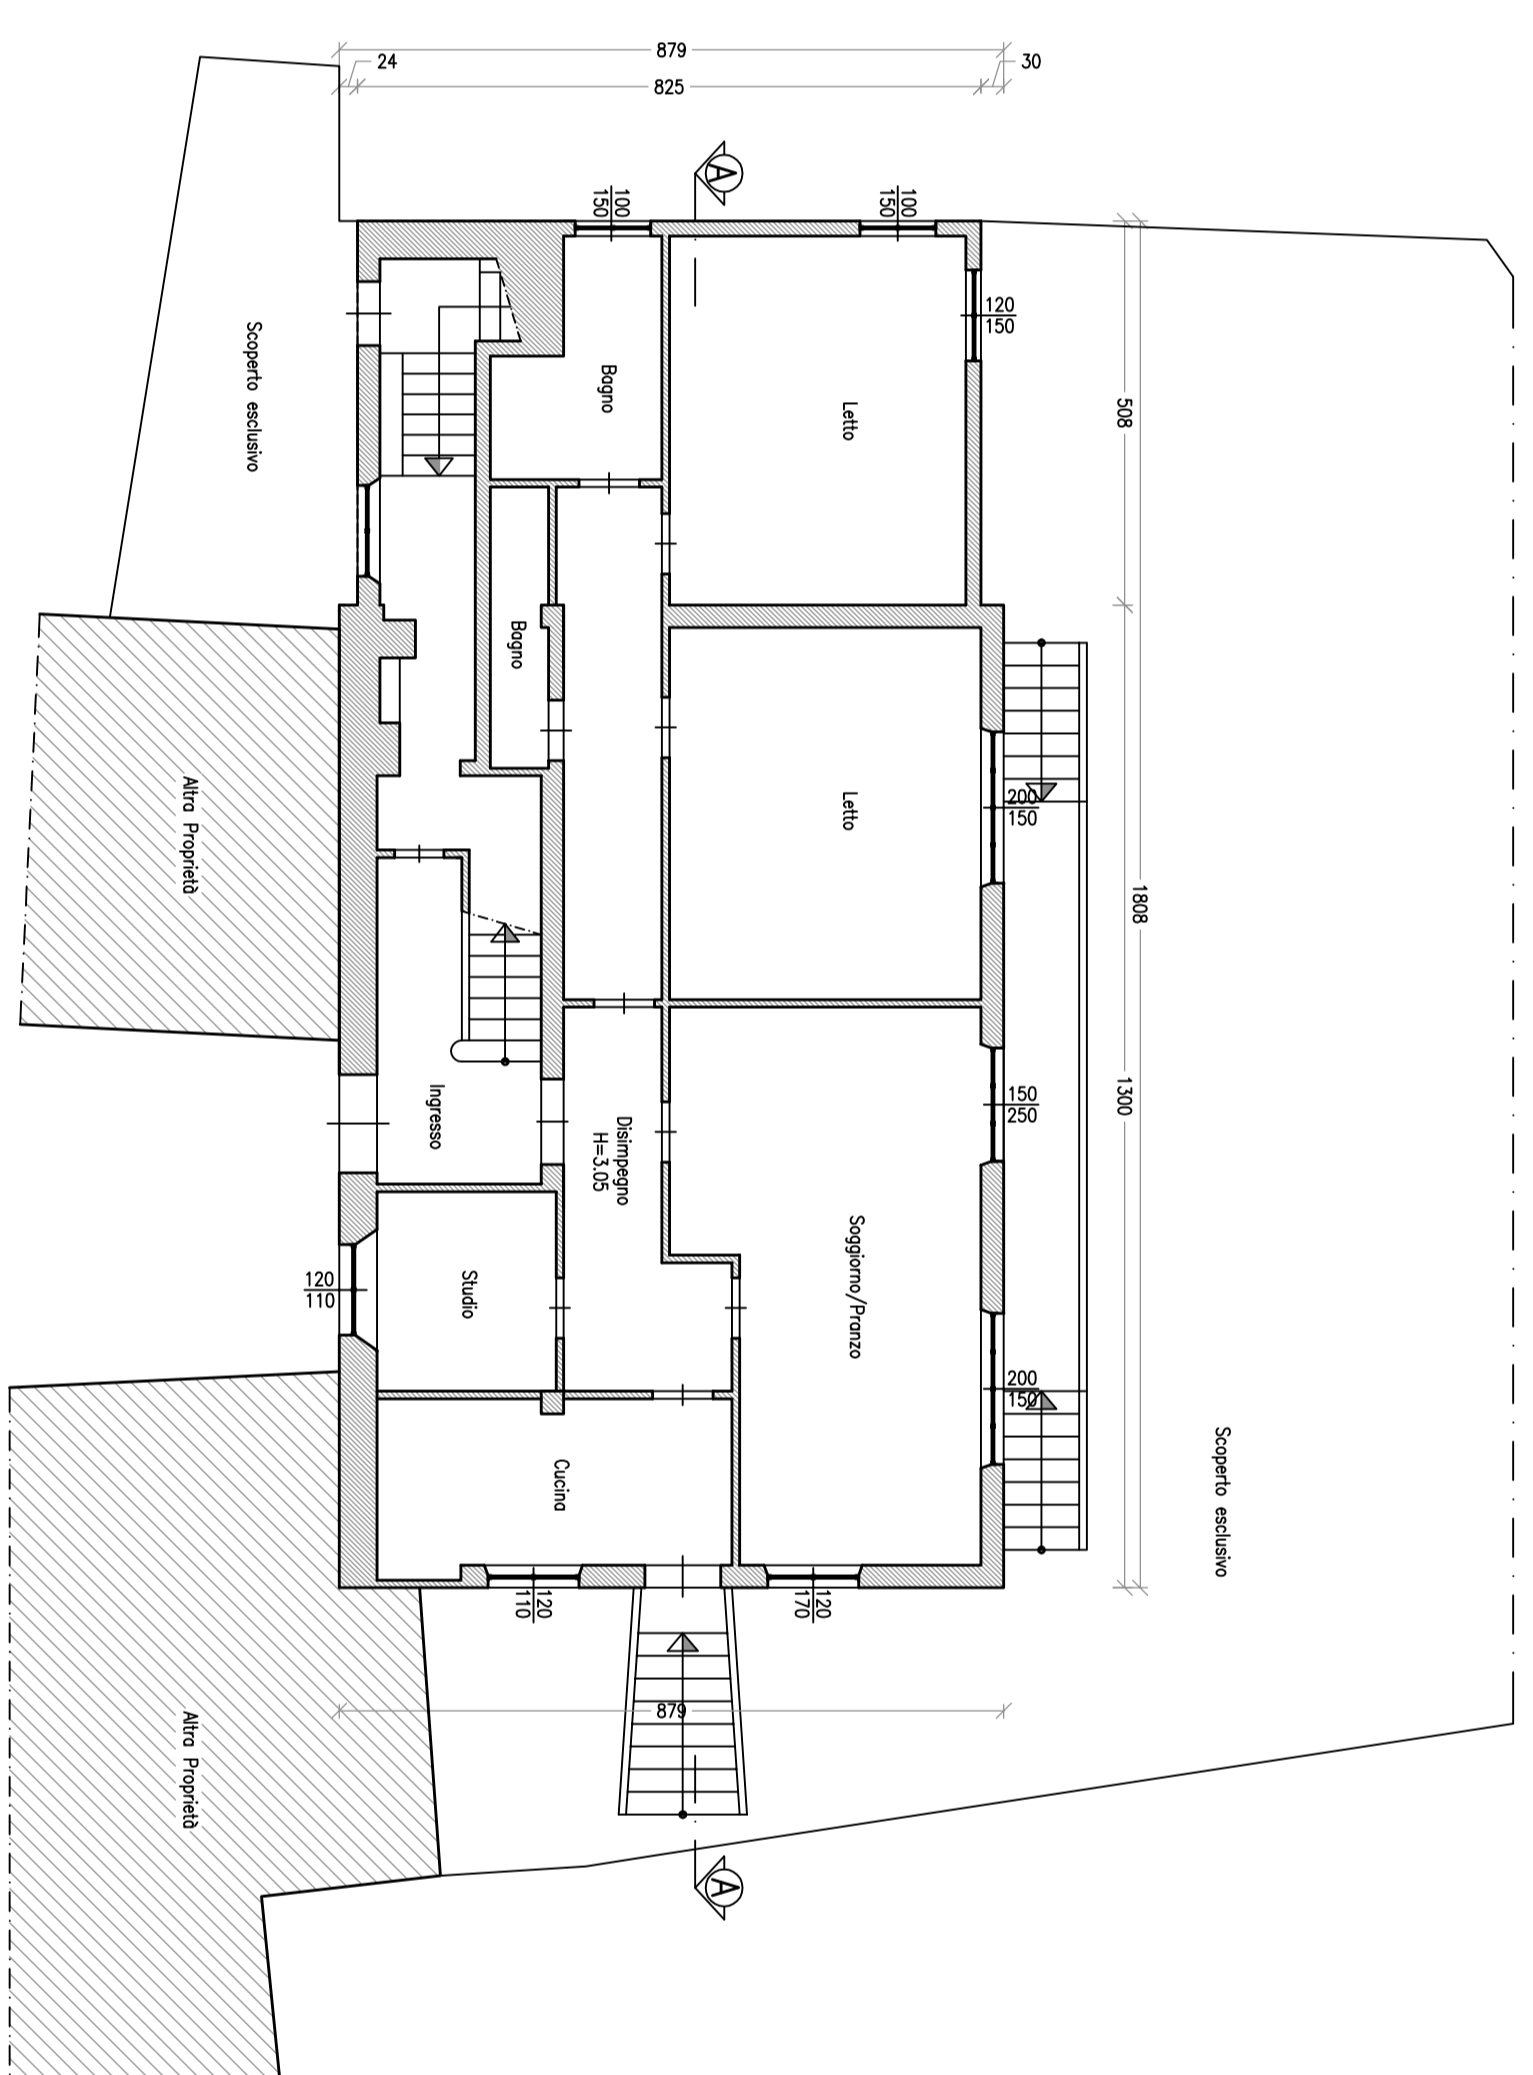 879
24
30
825
A
100
150
100
150
120
150
508
Scoperto esclusivo
Bagno
Letto
Bagno
Altra Proprietà
Letto
200
150
1808
1300
150
250
Ingresso
Disimpegno
H=3.05
Soggiorno/Pranzo
Studio
120
110
200
150
Cucina
Scoperto esclusivo
120
110
120
170
879
Altra Proprietà
A